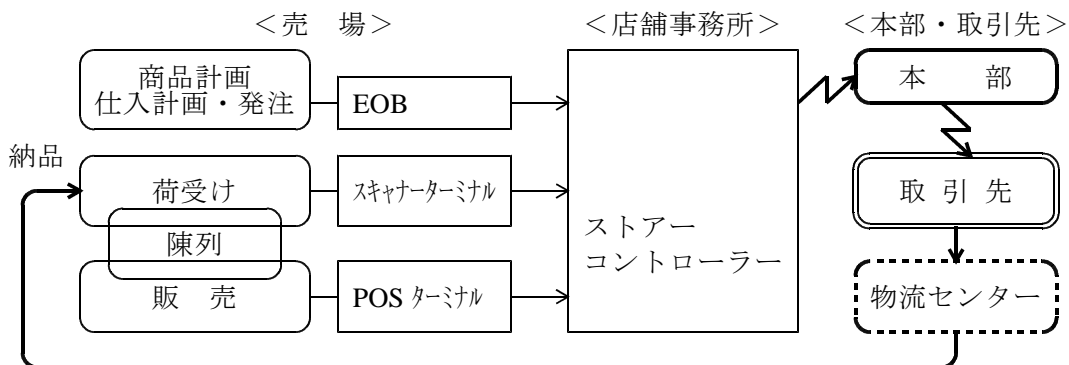 ＜売　場＞
＜店舗事務所＞
＜本部・取引先＞
商品計画
仕入計画・発注
EOB
本　部
納品
荷受け
ｽｷｬﾅｰﾀｰﾐﾅﾙ
取 引 先
陳列
ストアー
コントローラー
販　売
POS ﾀｰﾐﾅﾙ
物流センター